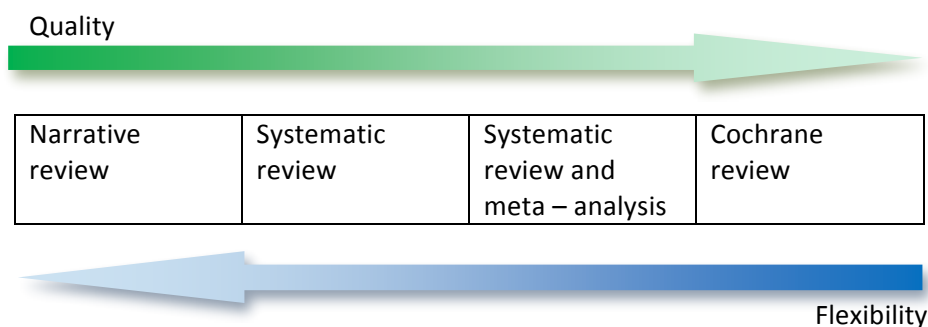 Quality
Narrative
review
Systematic
review
Systematic
review and
meta – analysis
Cochrane
review
Flexibility